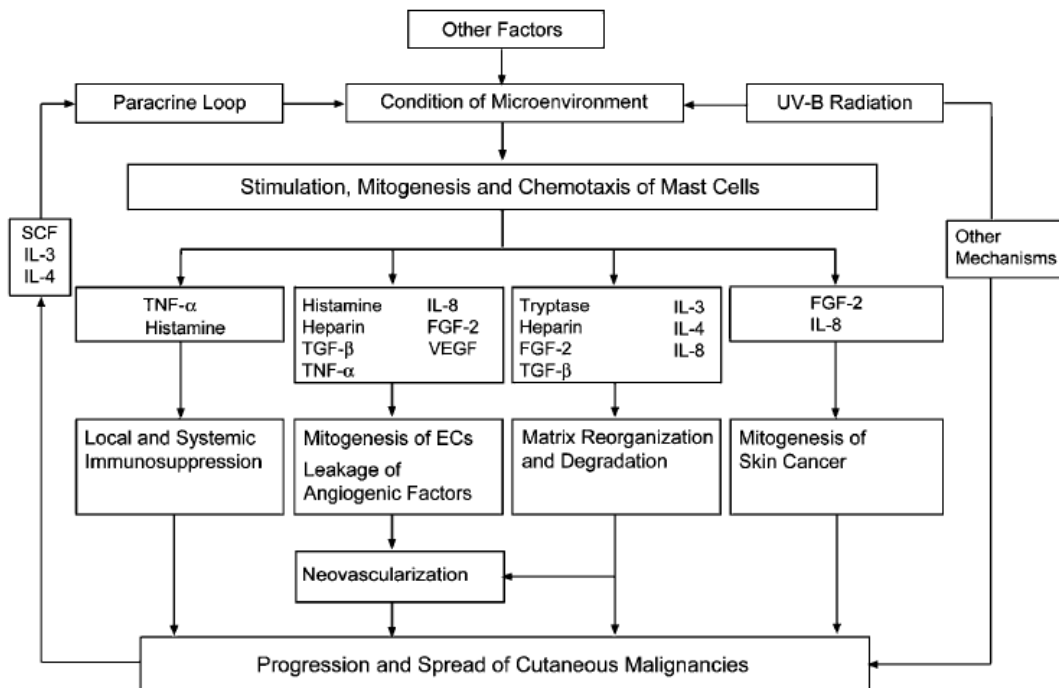 Other Factors
Paracrine Loop
Condition of Microenvironment
UV-B Radiation
Stimulation, Mitogenesis and Chemotaxis of Mast Cells
SCF
IL-3
IL-4
Other
Mechanisms
TNF-α
Histamine
Histamine IL-8
Heparin FGF-2
TGF-β VEGF
TNF-α
Tryptase IL-3
Heparin IL-4
FGF-2 IL-8
TGF-β
FGF-2
IL-8
Local and Systemic
Immunosuppression
Mitogenesis of ECs
Leakage of
Angiogenic Factors
Matrix Reorganization
and Degradation
Mitogenesis of
Skin Cancer
Neovascularization
Progression and Spread of Cutaneous Malignancies